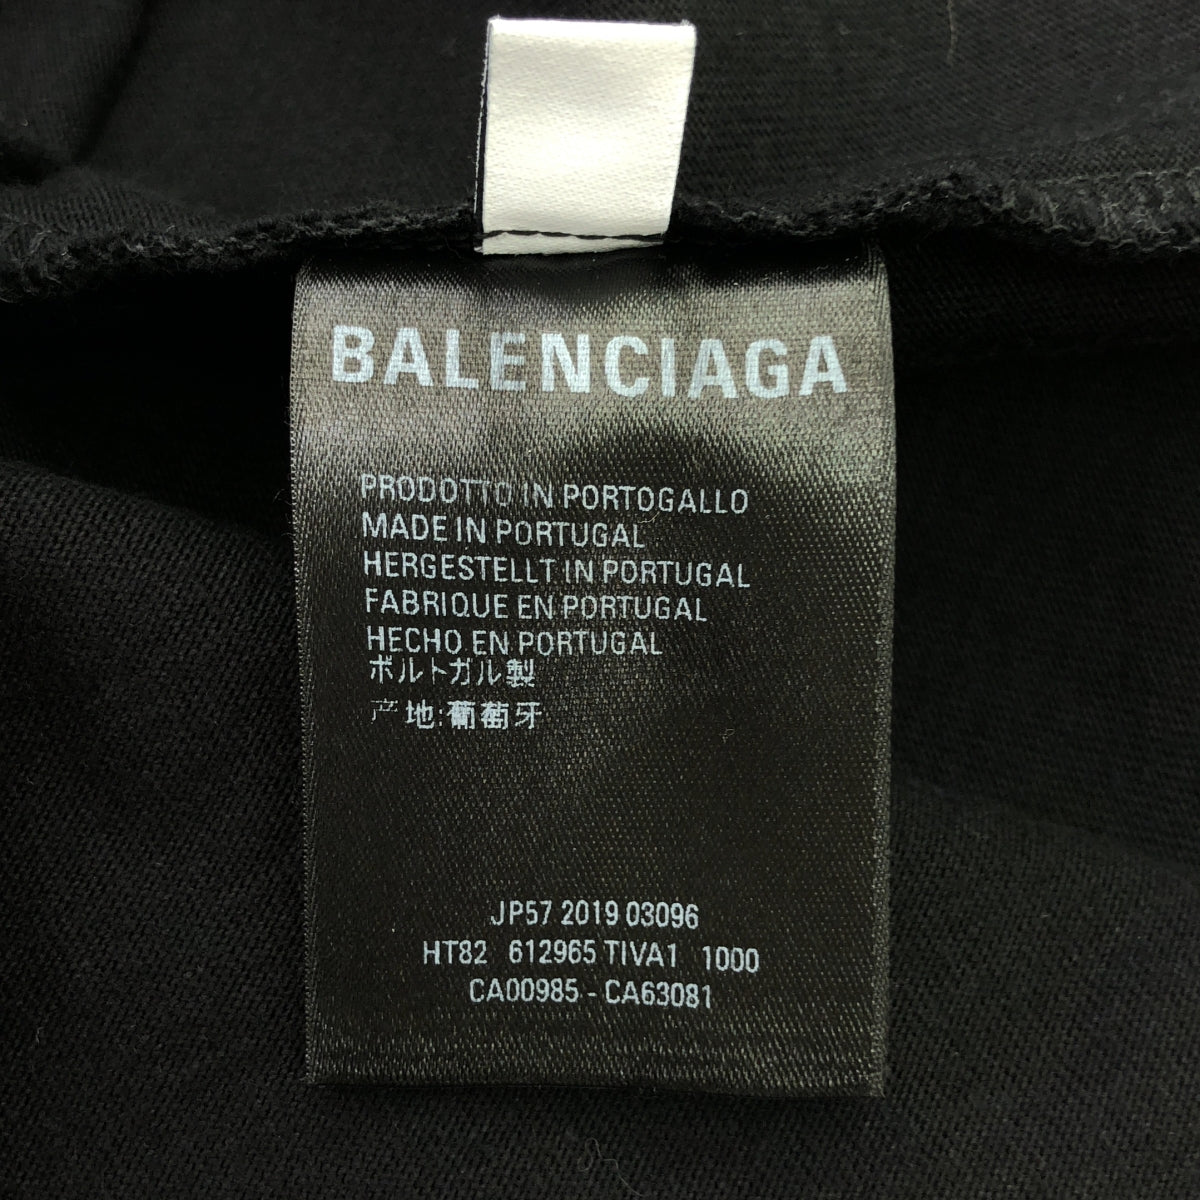 BALENCIAGA
PRODOTTO IN PORTOGALLO
MADE IN PORTUGAL
HERGESTELLT IN PORTUGAL
FABRIQUE EN PORTUGAL
HECHO EN PORTUGAL
ポルトガル製
产地:葡萄牙
JP57 2019 03096
HT82 612965 TIVA1 1000
CA00985 - CA63081